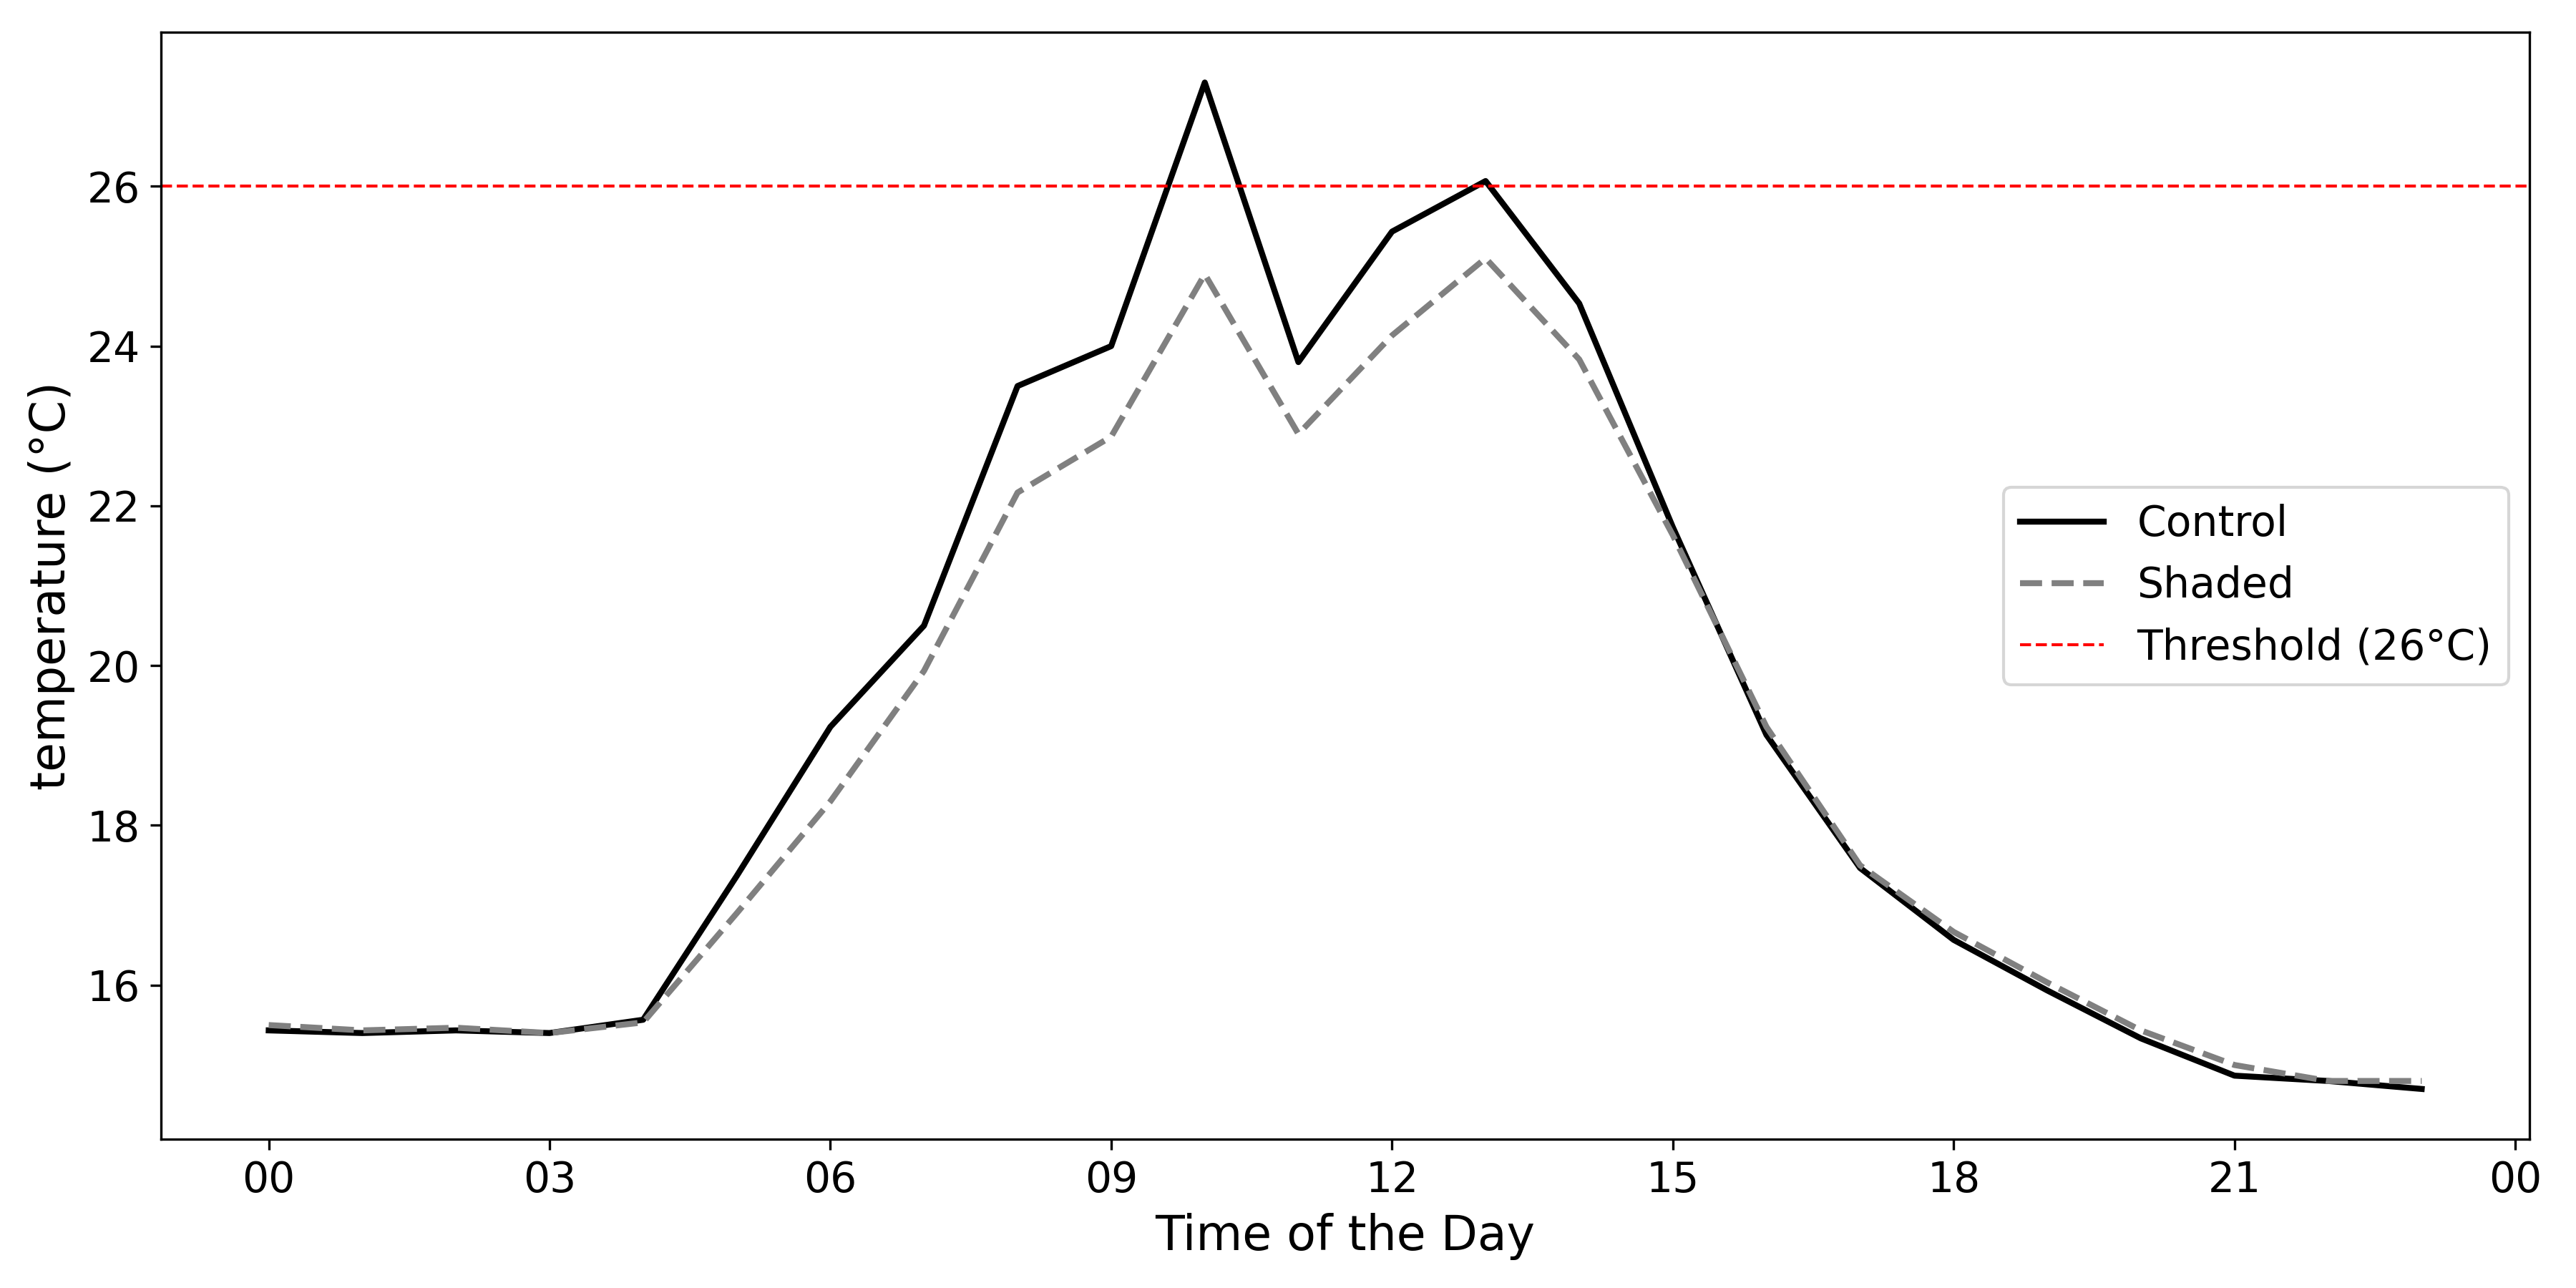 26
24
22
20
18
16
temperature (°C)
Control
Shaded
Threshold (26°C)
00 03 06 09 12 15 18 21 00
Time of the Day